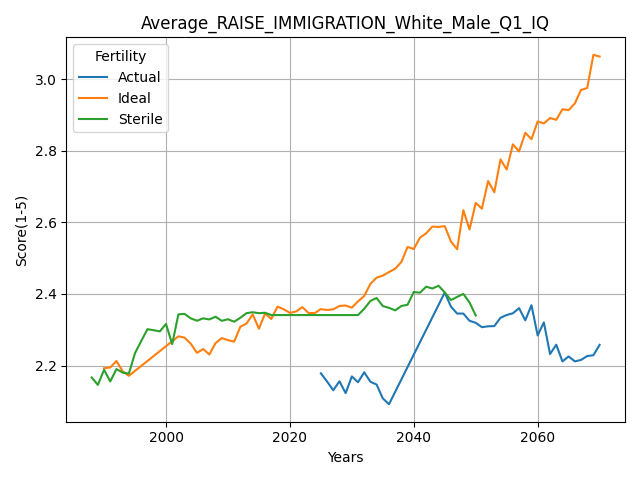 Average_RAISE_IMMIGRATION_White_Male_Q1_IQ
Fertility
Actual
Ideal
Sterile
Score(1-5)
3.0
2.8
2.6
2.4
2.2
2000
2020
2040
2060
Years